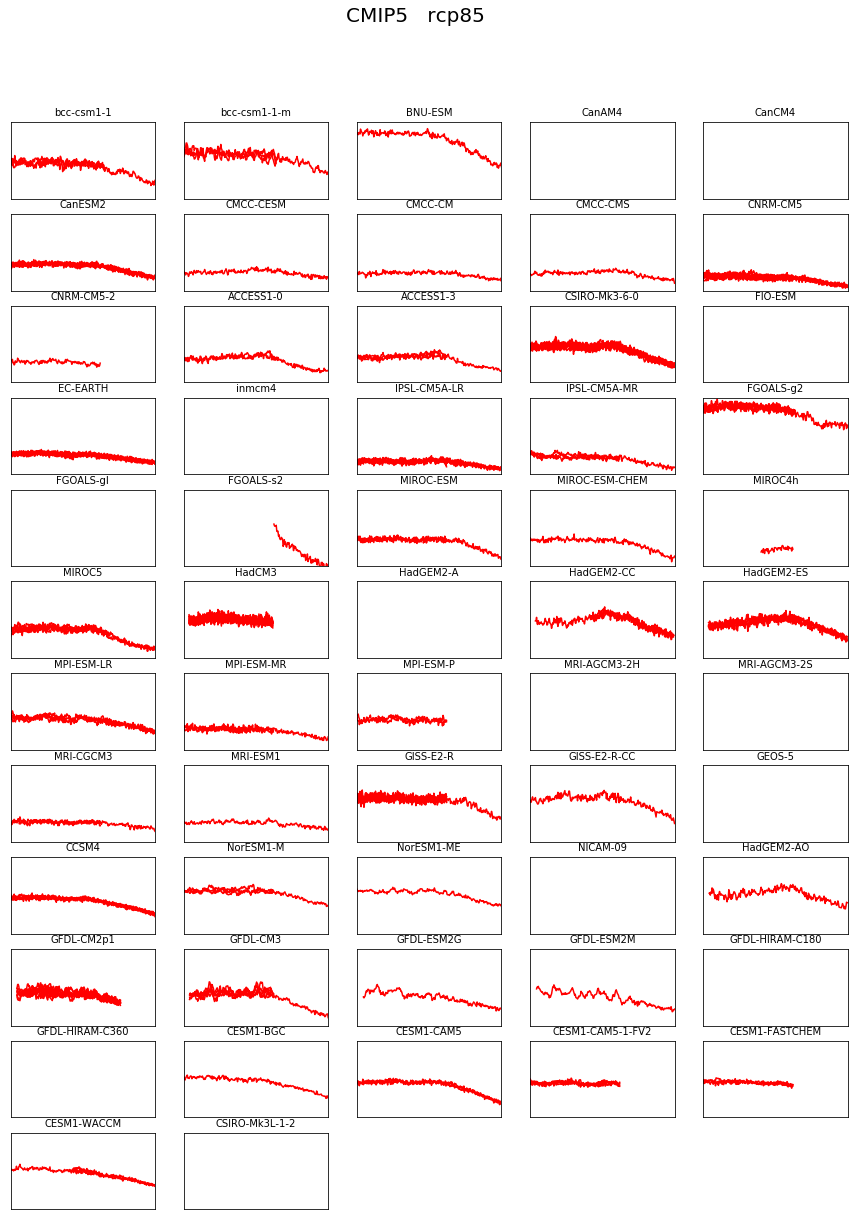 CMIP5 rcp85
bcc-csm1-1 bcc-csm1-1-m BNU-ESM CanAM4 CanCM4
CanESM2 CMCC-CESM CMCC-CM CMCC-CMS CNRM-CM5
CNRM-CM5-2 ACCESS1-0 ACCESS1-3 CSIRO-Mk3-6-0 FIO-ESM
EC-EARTH inmcm4 IPSL-CM5A-LR IPSL-CM5A-MR FGOALS-g2
FGOALS-gl FGOALS-s2 MIROC-ESM MIROC-ESM-CHEM MIROC4h
MIROC5 HadCM3 HadGEM2-A HadGEM2-CC HadGEM2-ES
MPI-ESM-LR MPI-ESM-MR MPI-ESM-P MRI-AGCM3-2H MRI-AGCM3-2S
MRI-CGCM3 MRI-ESM1 GISS-E2-R GISS-E2-R-CC GEOS-5
CCSM4 NorESM1-M NorESM1-ME NICAM-09 HadGEM2-AO
GFDL-CM2p1 GFDL-CM3 GFDL-ESM2G GFDL-ESM2M GFDL-HIRAM-C180
GFDL-HIRAM-C360 CESM1-BGC CESM1-CAM5 CESM1-CAM5-1-FV2 CESM1-FASTCHEM
CESM1-WACCM CSIRO-Mk3L-1-2